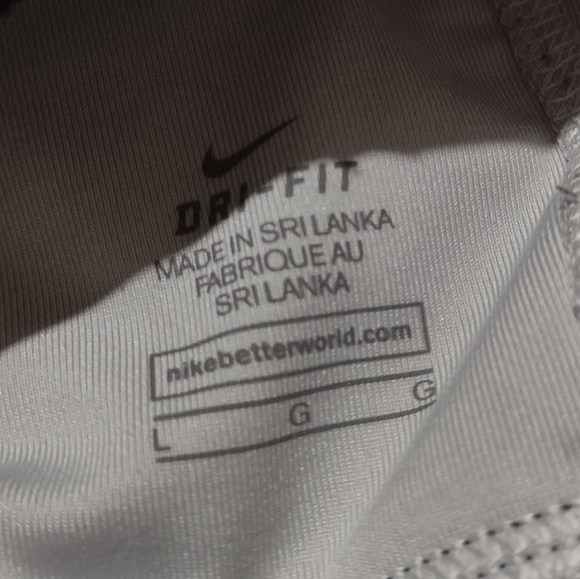 DRI-FIT
MADE IN SRI LANKA
FABRIQUE AU
SRI LANKA
nikebetterworld.com
L G G